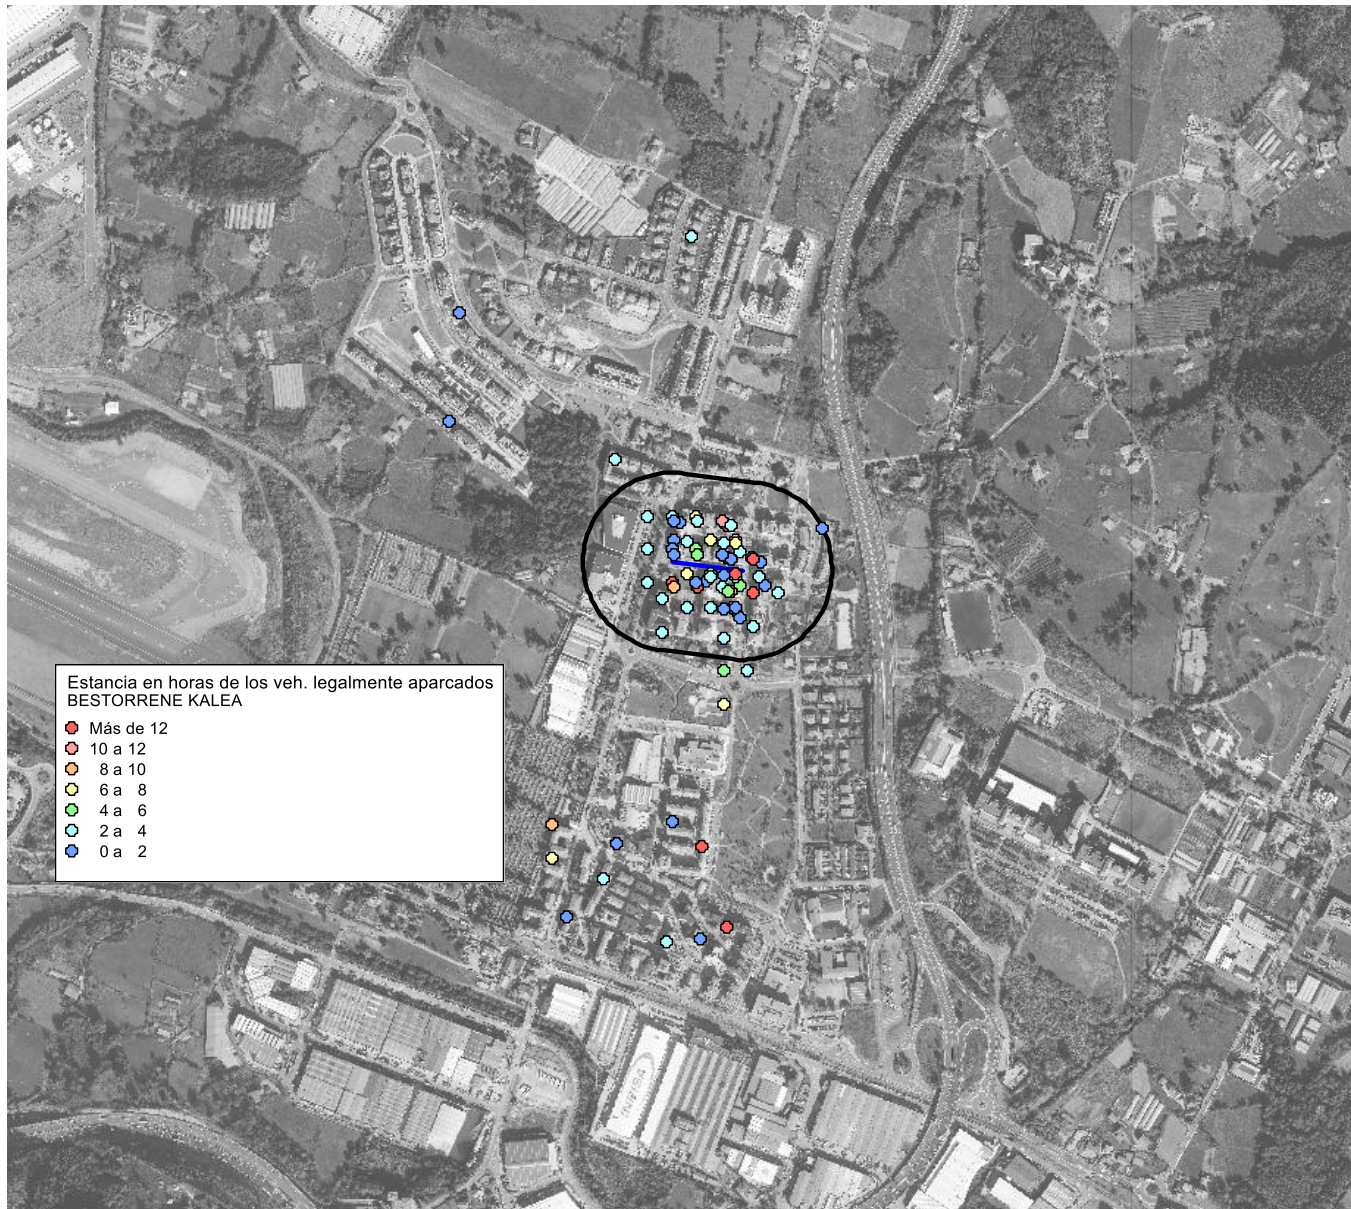 Estancia en horas de los veh. legalmente aparcados
BESTORRENE KALEA
Más de 12
10 a 12
8 a 10
6 a 8
4 a 6
2 a 4
0 a 2